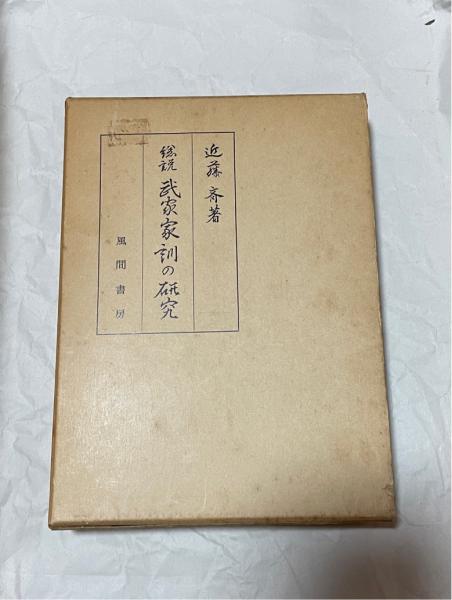 近藤 斉著
総説 武家家訓の研究
風間書房